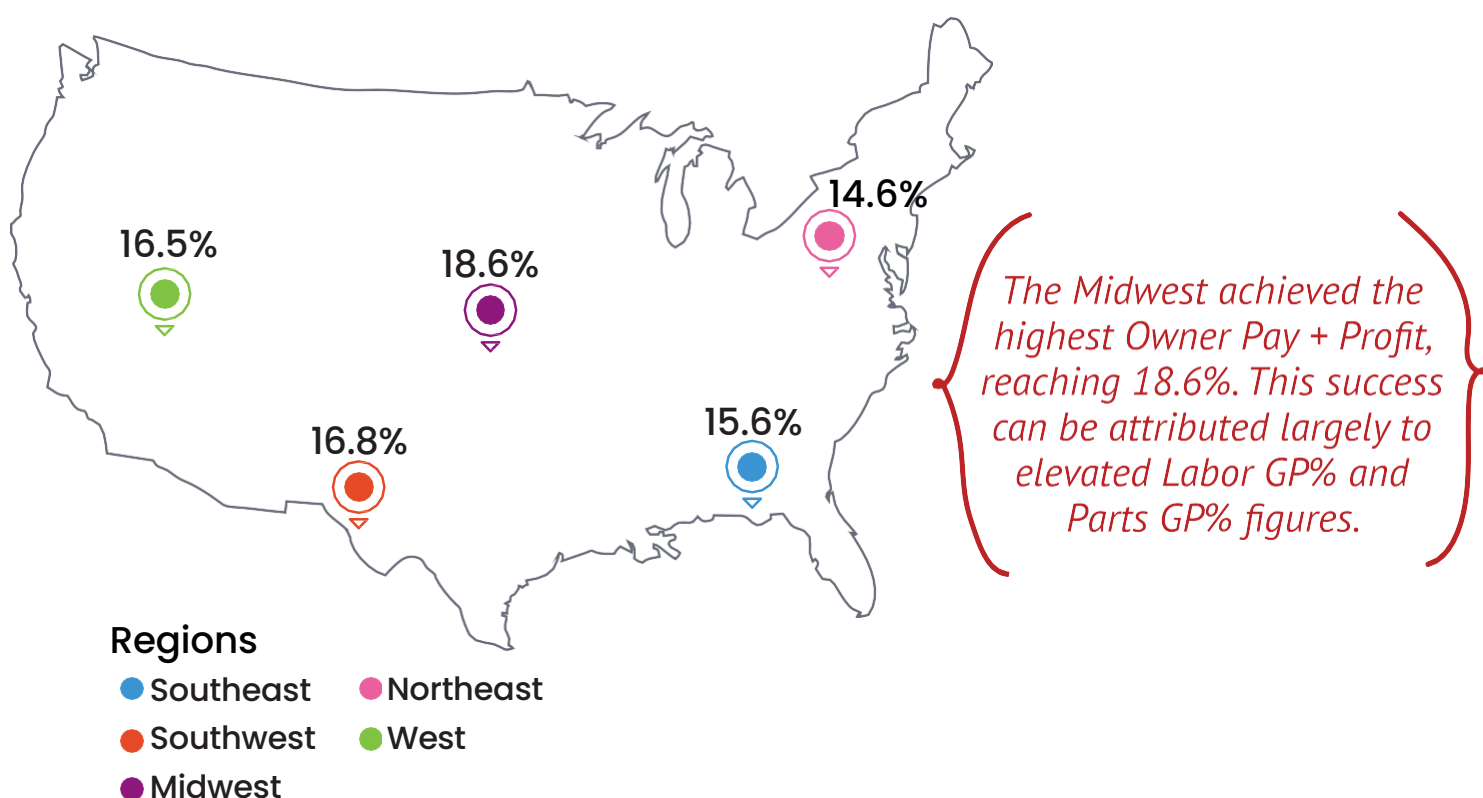 14.6%
16.5%
18.6%
The Midwest achieved the
highest Owner Pay + Profit,
reaching 18.6%. This success
can be attributed largely to
elevated Labor GP% and
Parts GP% figures.
15.6%
16.8%
Regions
Southeast
Northeast
Southwest
West
Midwest